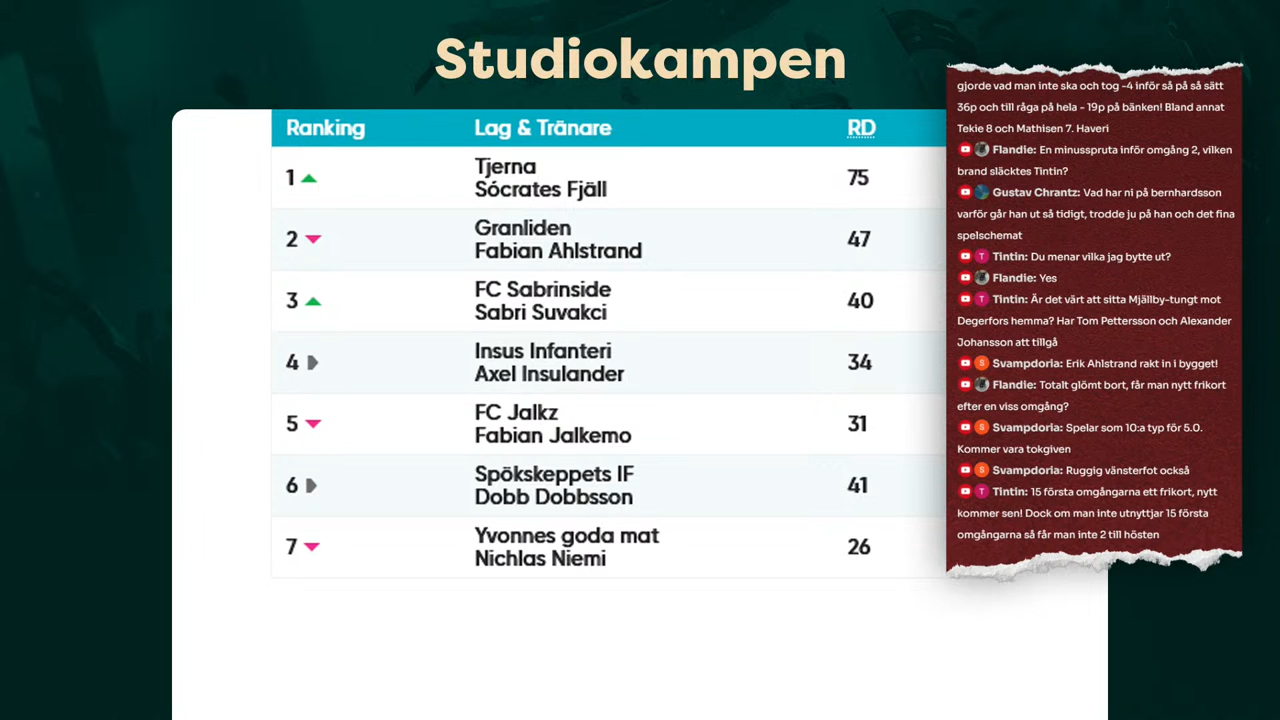 Studiokampen
Ranking Lag & Tränare RD
1 Tjerna 75
Sócrates Fjäll
2 Granliden 47
Fabian Ahlstrand
3 FC Sabrinside 40
Sabri Suvakci
4 Insus Infanteri 34
Axel Insulander
5 FC Jalkz 31
Fabian Jalkemo
6 Spökskeppets IF 41
Dobb Dobbsson
7 Yvonnes goda mat 26
Nichlas Niemi
gjorde vad man inte ska och tog -4 inför så på så sätt
36p och till råga på hela - 19p på bänken! Bland annat
Tekie 8 och Mathisen 7. Haveri
Flandie: En minusspruta inför omgång 2, vilken
brand släcktes Tintin?
Gustav Chrantz: Vad har ni på bernhardsson
varför går han ut så tidigt, trodde ju på han och det fina
spelschemat
T Tintin: Du menar vilka jag bytte ut?
Flandie: Yes
T Tintin: Är det värt att sitta Mjällby-tungt mot
Degerfors hemma? Har Tom Pettersson och Alexander
Johansson att tillgå
S Svampdoria: Erik Ahlstrand rakt in i bygget!
Flandie: Totalt glömt bort, får man nytt frikort
efter en viss omgång?
S Svampdoria: Spelar som 10:a typ för 5.0.
Kommer vara tokgiven
S Svampdoria: Ruggig vänsterfot också
T Tintin: 15 första omgångarna ett frikort, nytt
kommer sen! Dock om man inte utnyttjar 15 första
omgångarna så får man inte 2 till hösten